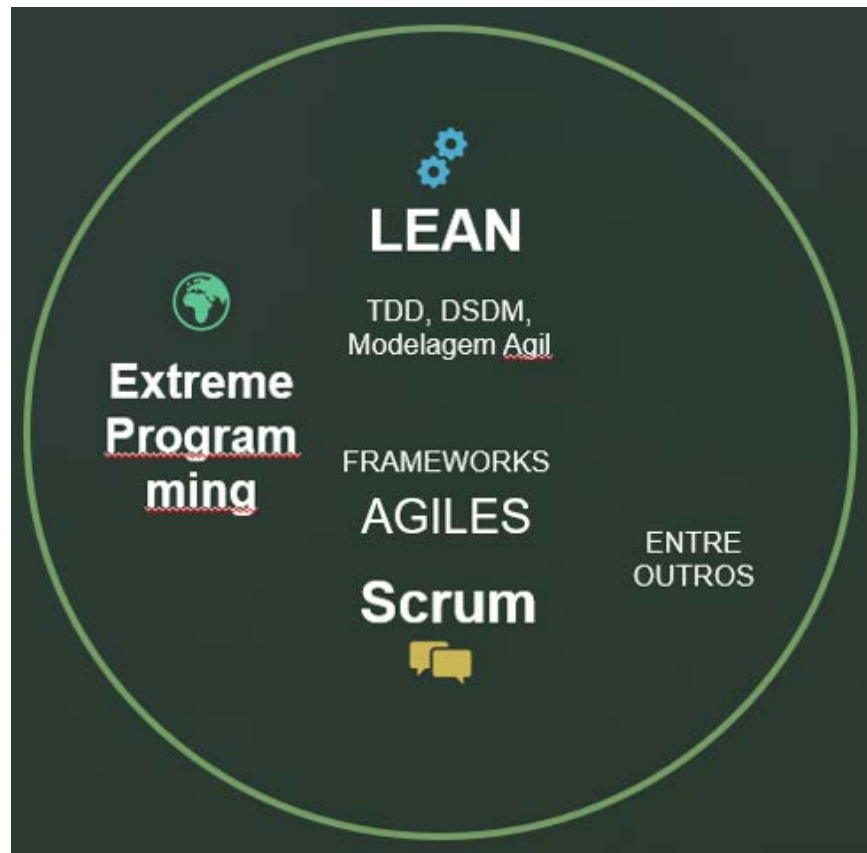 LEAN
TDD, DSDM,
Modelagem Agil
Extreme
Program
ming
FRAMEWORKS
AGILES
Scrum
ENTRE
OUTROS